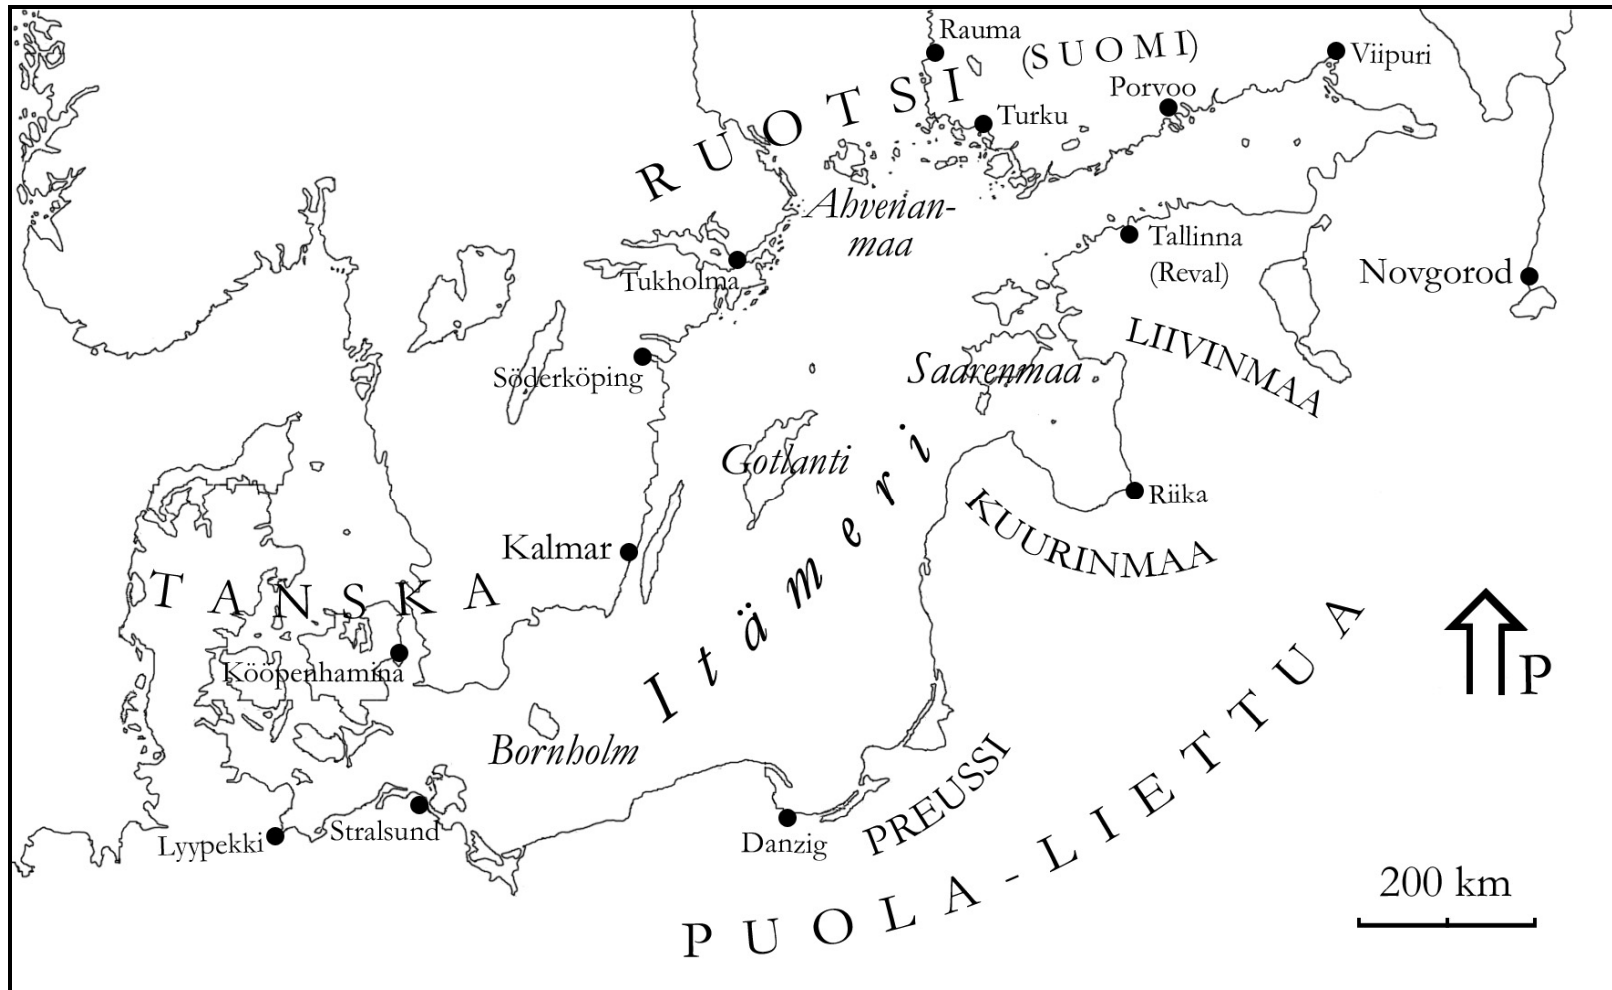 Rauma
(SUOMI)
Viipuri
Porvoo
RUOTSI
Turku
Ahvenan-
maa
Tallinna
(Reval)
Tukholma
Novgorod
LIIVINMAA
Söderköping
Saarenmaa
Gotlanti
Riika
KUURINMAA
Kalmar
Itämeri
TANSKA
Kööpenhamina
P
Bornholm
PREUSSI
Stralsund
Lyypekki
Danzig
PUOLA-LIETTUA
200 km